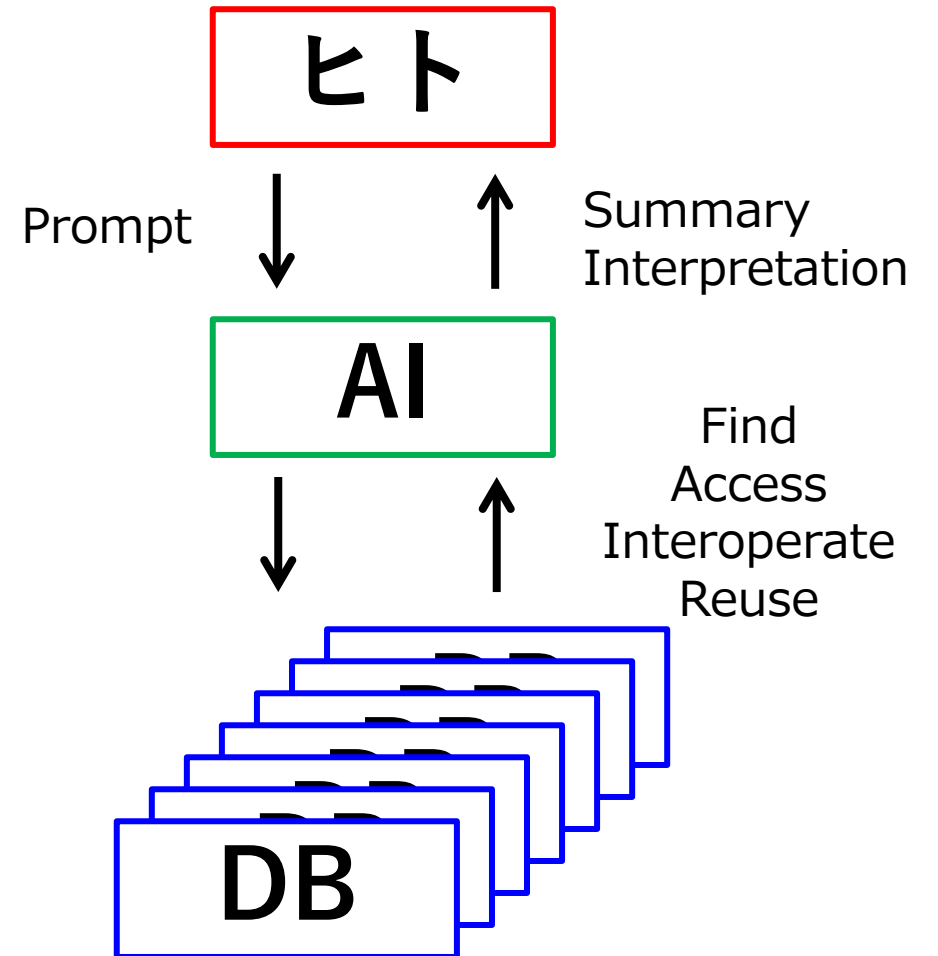 ヒト
Prompt
Summary
Interpretation
AI
Find
Access
Interoperate
Reuse
DB